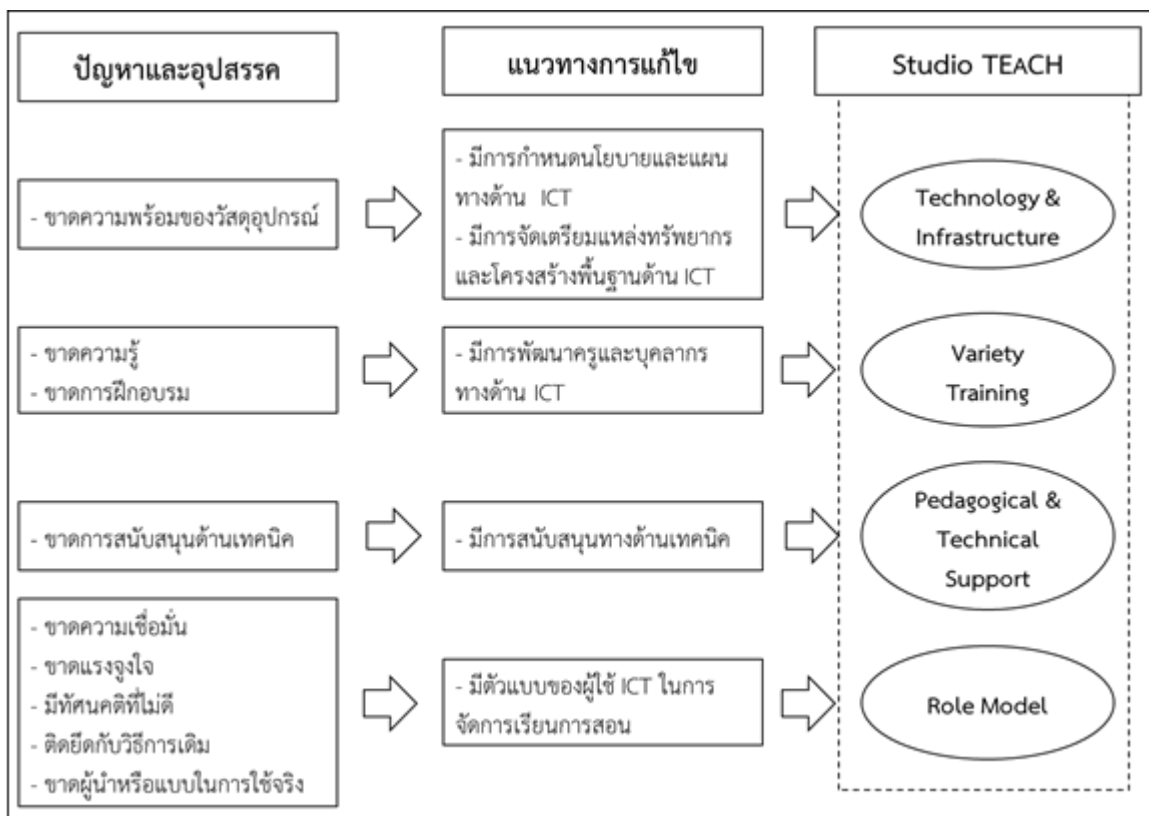 ปัญหาและอุปสรรค
แนวทางการแก้ไข
Studio TEACH
- ขาดความพร้อมของวัสดุอุปกรณ์
- มีการกำหนดนโยบายและแผน
ทางด้าน ICT
- มีการจัดเตรียมแหล่งทรัพยากร
และโครงสร้างพื้นฐานด้าน ICT
Technology &
Infrastructure
- ขาดความรู้
- ขาดการฝึกอบรม
- มีการพัฒนาครูและบุคลากร
ทางด้าน ICT
Variety
Training
- ขาดการสนับสนุนด้านเทคนิค
- มีการสนับสนุนทางด้านเทคนิค
Pedagogical &
Technical
Support
- ขาดความเชื่อมั่น
- ขาดแรงจูงใจ
- มีทัศนคติที่ไม่ดี
- ติดยึดกับวิธีการเดิม
- ขาดผู้นำหรือแบบในการใช้จริง
- มีตัวแบบของผู้ใช้ ICT ในการ
จัดการเรียนการสอน
Role Model